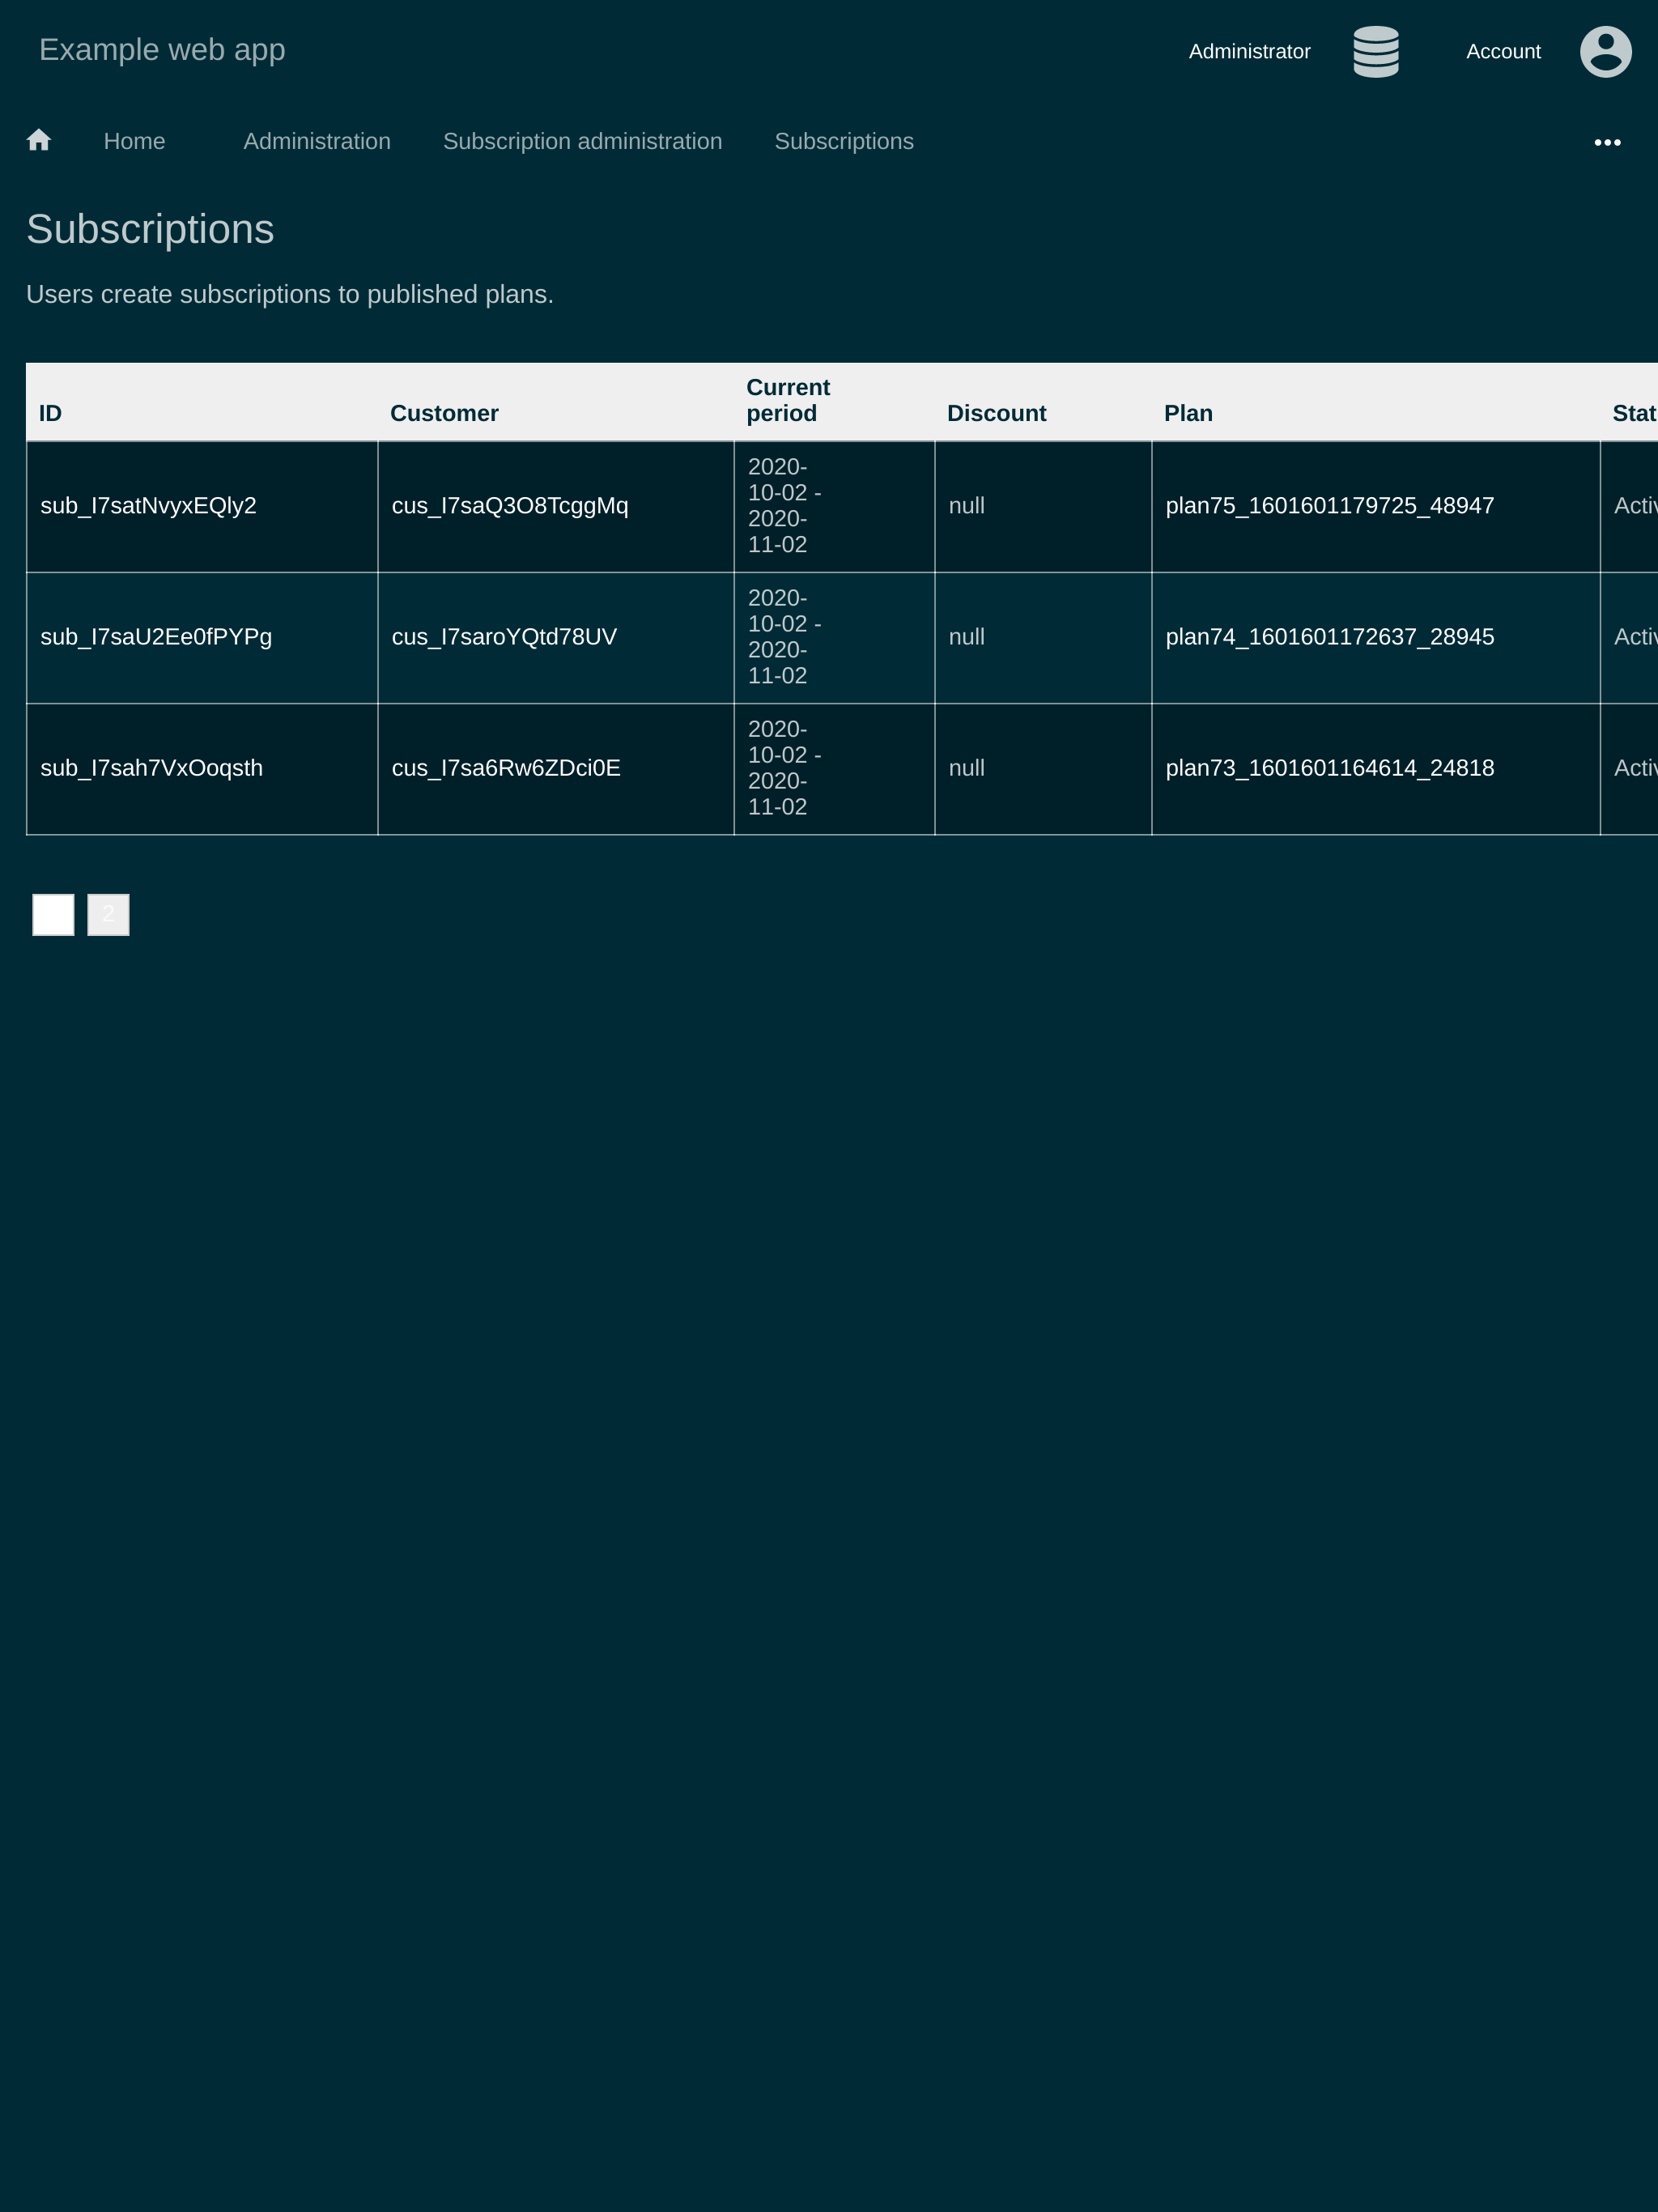 Example web app
Administrator
Account
Home Administration Subscription administration Subscriptions
Subscriptions
Users create subscriptions to published plans.
ID Customer Current period Discount Plan Stat
sub_I7satNvyxEQly2 cus_I7saQ3O8TcggMq 2020-
10-02 -
2020-
11-02
null plan75_1601601179725_48947 Activ
sub_I7saU2Ee0fPYPg cus_I7saroYQtd78UV 2020-
10-02 -
2020-
11-02
null plan74_1601601172637_28945 Activ
sub_I7sah7VxOoqsth cus_I7sa6Rw6ZDci0E 2020-
10-02 -
2020-
11-02
null plan73_1601601164614_24818 Activ
2